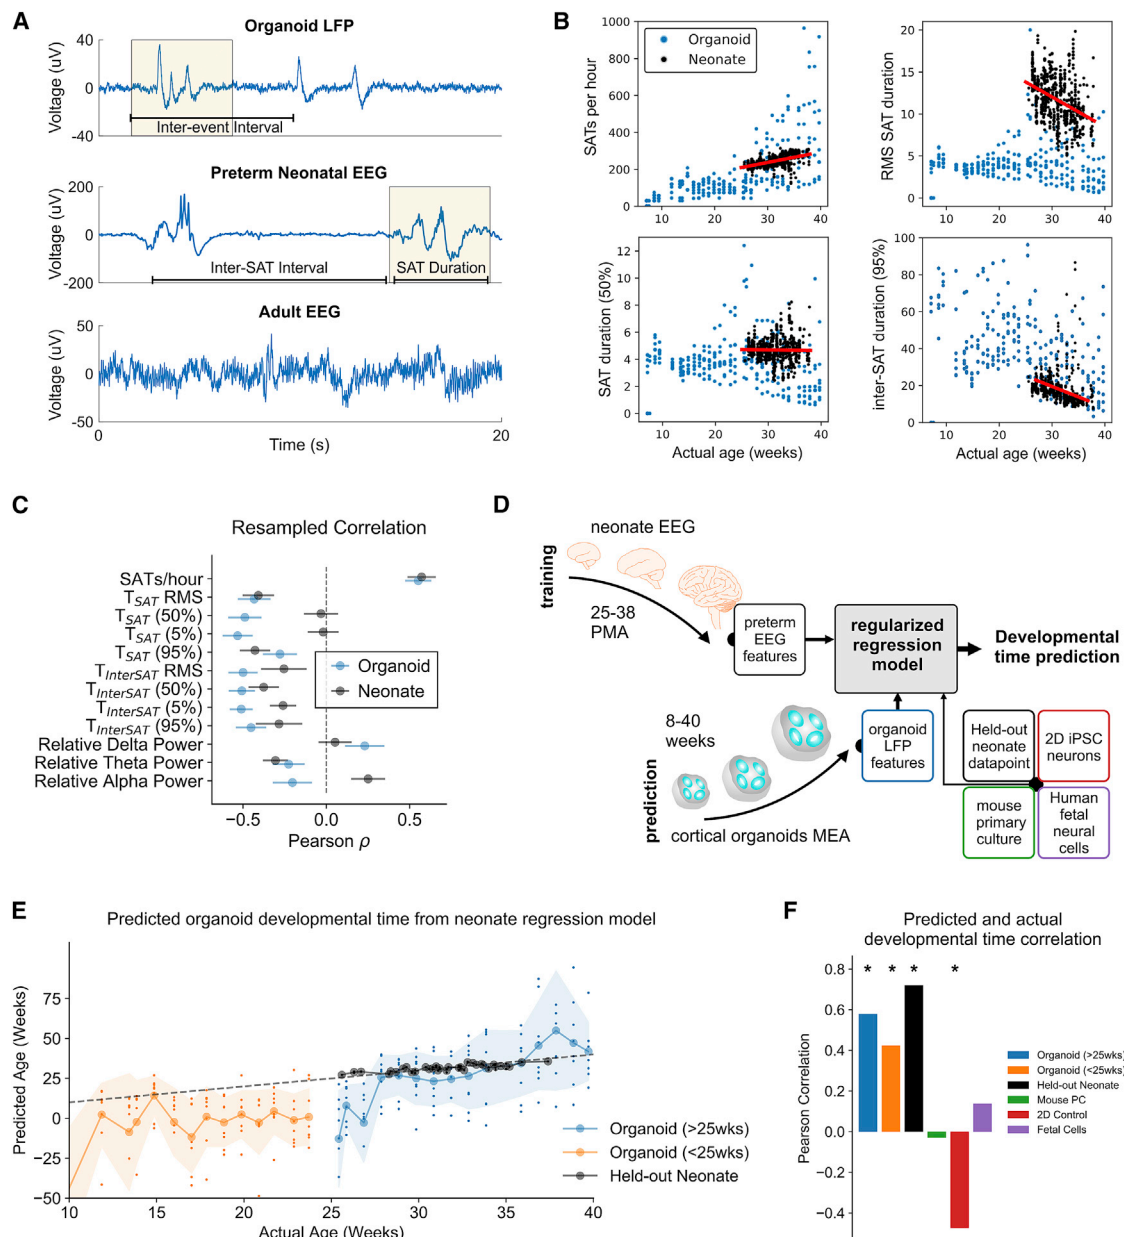 A
Organoid LFP
Voltage (uV)
40
0
-40
Inter-event Interval
Preterm Neonatal EEG
Voltage (uV)
200
0
-200
Inter-SAT Interval
SAT Duration
Adult EEG
Voltage (uV)
50
0
-50
0
20
Time (s)
B
SATs per hour
1000
800
600
400
200
0
Organoid
Neonate
10 20 30 40
RMS SAT duration
20
15
10
5
0
10 20 30 40
SAT duration (50%)
12
10
8
6
4
2
0
10 20 30 40
Actual age (weeks)
inter-SAT duration (95%)
100
80
60
40
20
0
10 20 30 40
Actual age (weeks)
C
Resampled Correlation
SATs/hour
TSAT RMS
TSAT (50%)
TSAT (5%)
TSAT (95%)
TInterSAT RMS
TInterSAT (50%)
TInterSAT (5%)
TInterSAT (95%)
Relative Delta Power
Relative Theta Power
Relative Alpha Power
Organoid
Neonate
−0.5 0.0 0.5
Pearson ρ
D
training
neonate EEG
25-38
PMA
preterm
EEG
features
regularized
regression
model
Developmental
time prediction
prediction
8-40
weeks
cortical organoids MEA
organoid
LFP
features
Held-out
neonate
datapoint
2D iPSC
neurons
mouse
primary
culture
Human
fetal
neural
cells
E
Predicted organoid developmental time from neonate regression model
Predicted Age (Weeks)
75
50
25
0
−25
−50
10 15 20 25 30 35 40
Actual Age (Weeks)
Organoid (>25wks)
Organoid (<25wks)
Held-out Neonate
F
Predicted and actual
developmental time correlation
Pearson Correlation
0.8
0.6
0.4
0.2
0.0
−0.2
−0.4
* * * *
Organoid (>25wks)
Organoid (<25wks)
Held-out Neonate
Mouse PC
2D Control
Fetal Cells